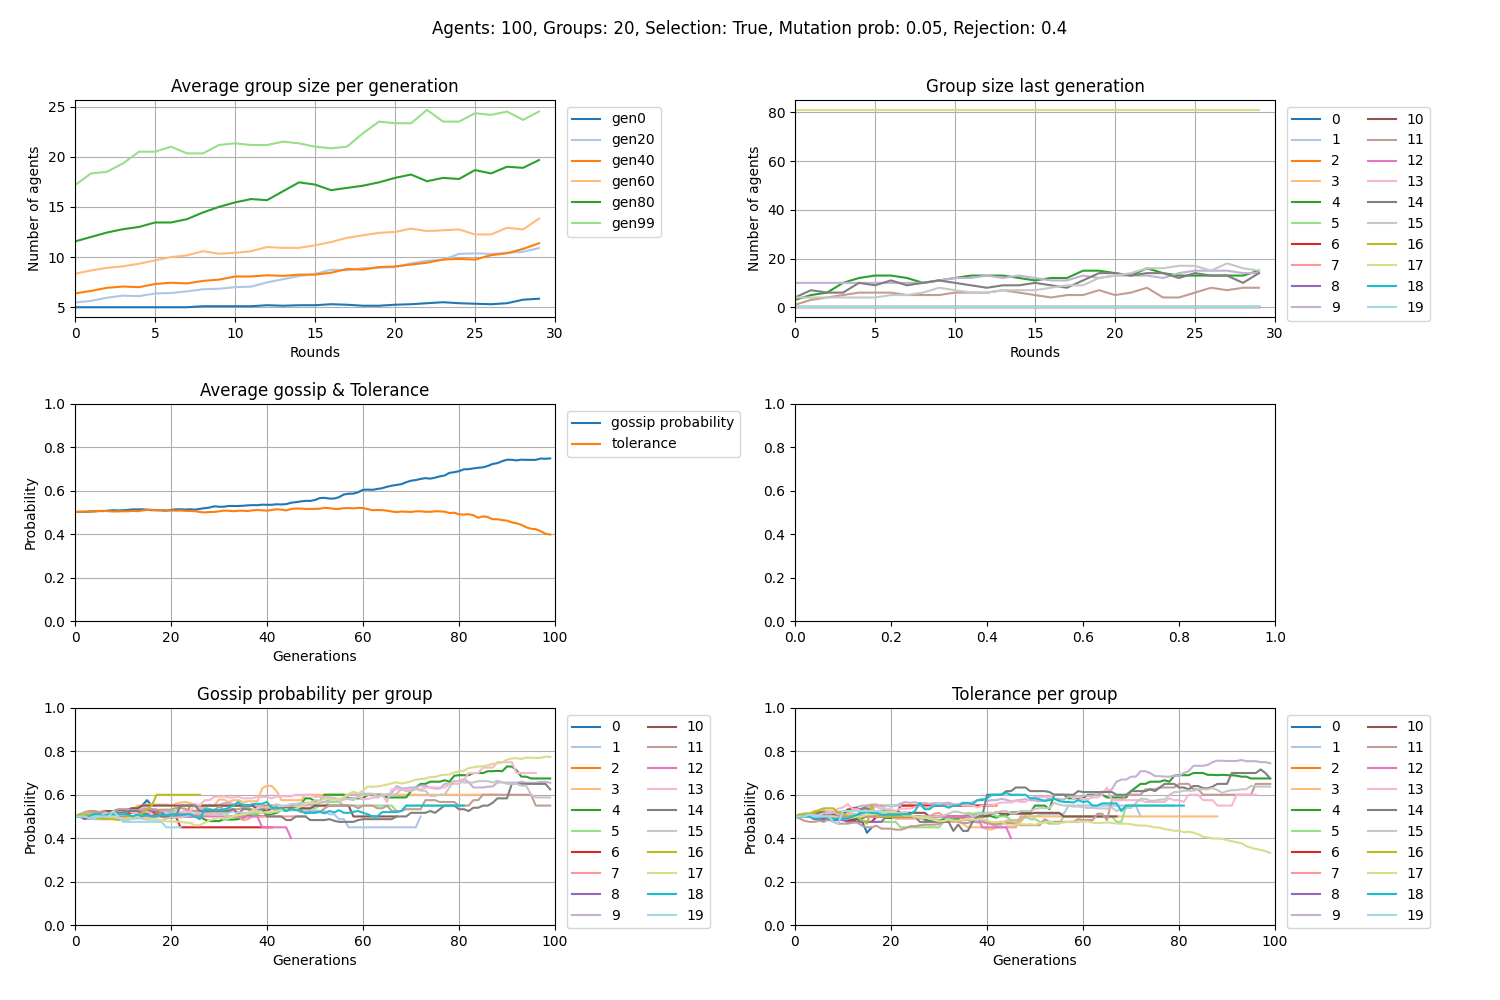 Agents: 100, Groups: 20, Selection: True, Mutation prob: 0.05, Rejection: 0.4
Average group size per generation
Number of agents
25
20
15
10
5
0 5 10 15 20 25 30
Rounds
gen0
gen20
gen40
gen60
gen80
gen99
Group size last generation
Number of agents
80
60
40
20
0
0 5 10 15 20 25 30
Rounds
0 10
1 11
2 12
3 13
4 14
5 15
6 16
7 17
8 18
9 19
Average gossip & Tolerance
Probability
1.0
0.8
0.6
0.4
0.2
0.0
0 20 40 60 80 100
Generations
gossip probability
tolerance
1.0
0.8
0.6
0.4
0.2
0.0
0.0 0.2 0.4 0.6 0.8 1.0
Gossip probability per group
Probability
1.0
0.8
0.6
0.4
0.2
0.0
0 20 40 60 80 100
Generations
0 10
1 11
2 12
3 13
4 14
5 15
6 16
7 17
8 18
9 19
Tolerance per group
Probability
1.0
0.8
0.6
0.4
0.2
0.0
0 20 40 60 80 100
Generations
0 10
1 11
2 12
3 13
4 14
5 15
6 16
7 17
8 18
9 19